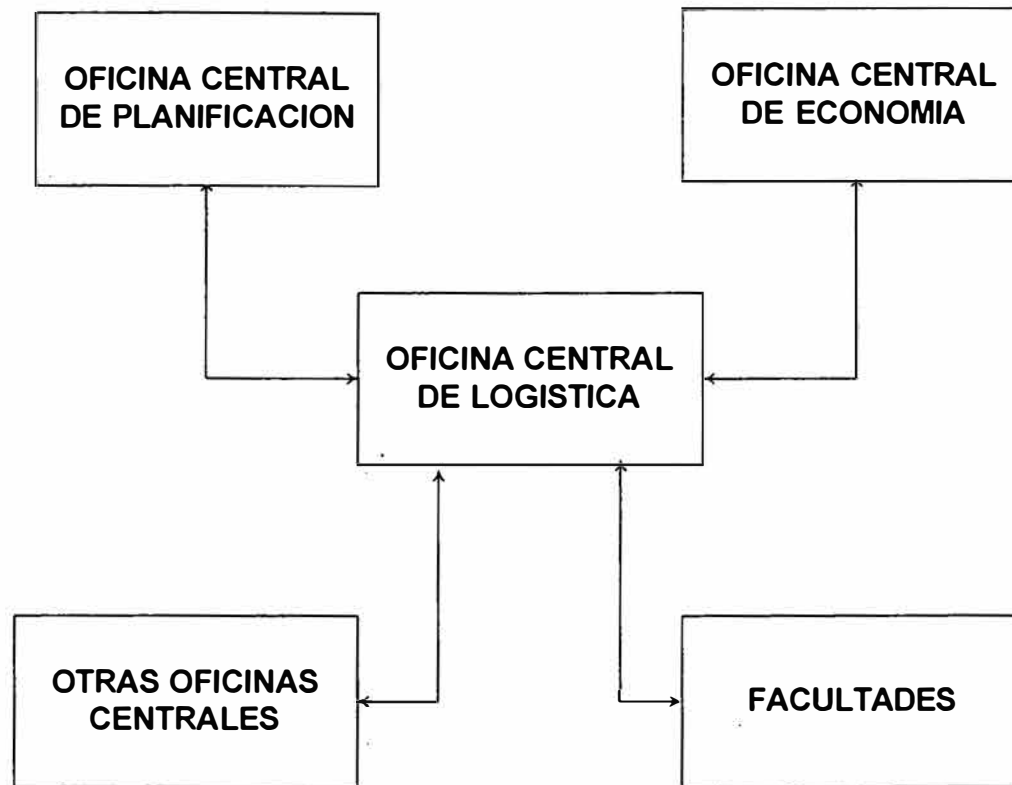 OFICINA CENTRAL
DE PLANIFICACION
OFICINA CENTRAL
DE ECONOMIA
OFICINA CENTRAL
DE LOGISTICA
OTRAS OFICINAS
CENTRALES
FACULTADES